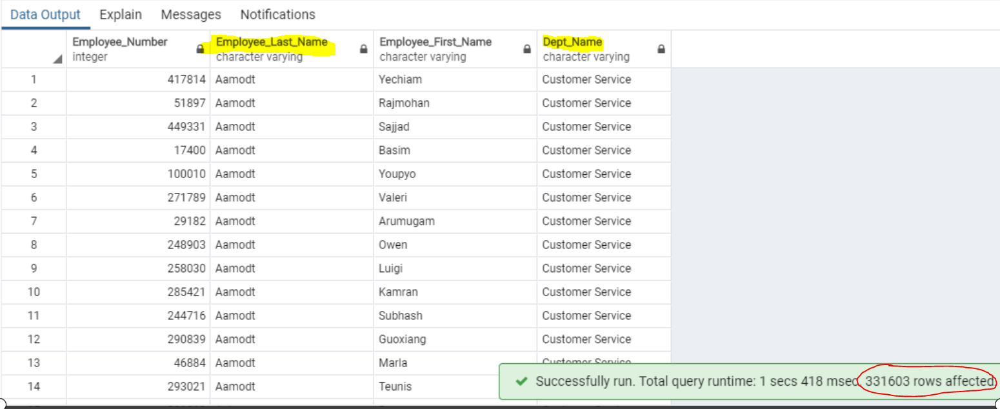 Data Output Explain Messages Notifications
Employee_Number Employee_Last_Name Employee_First_Name Dept_Name
integer character varying character varying character varying
1 417814 Aamodt Yechiam Customer Service
2 51897 Aamodt Rajmohan Customer Service
3 449331 Aamodt Sajjad Customer Service
4 17400 Aamodt Basim Customer Service
5 100010 Aamodt Youpyo Customer Service
6 271789 Aamodt Valeri Customer Service
7 29182 Aamodt Arumugam Customer Service
8 248903 Aamodt Owen Customer Service
9 258030 Aamodt Luigi Customer Service
10 285421 Aamodt Kamran Customer Service
11 244716 Aamodt Subhash Customer Service
12 290839 Aamodt Guoxiang Customer Service
13 46884 Aamodt Marla Customer Service
14 293021 Aamodt Teunis
Successfully run. Total query runtime: 1 secs 418 msec. 331603 rows affected